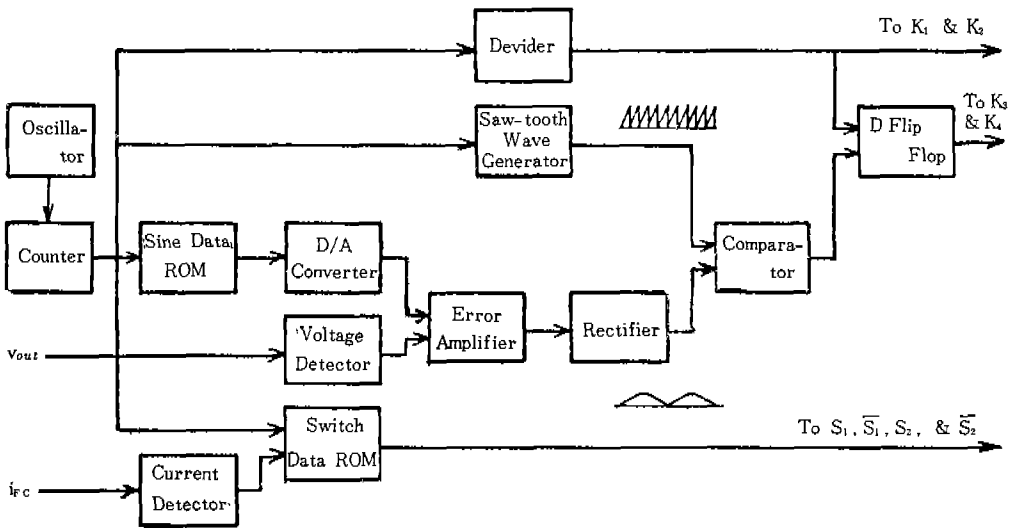 To K₁ & K₂
Devider
Oscilla-
tor
Saw-tooth
Wave
Generator
To K₃
& K₄
D Flip
Flop
Counter
Sine Data
ROM
D/A
Converter
Compara-
tor
Error
Amplifier
Rectifier
Vout
Voltage
Detector
To S₁, S̅₁, S₂, & S̅₂
Switch
Data ROM
iFC
Current
Detector